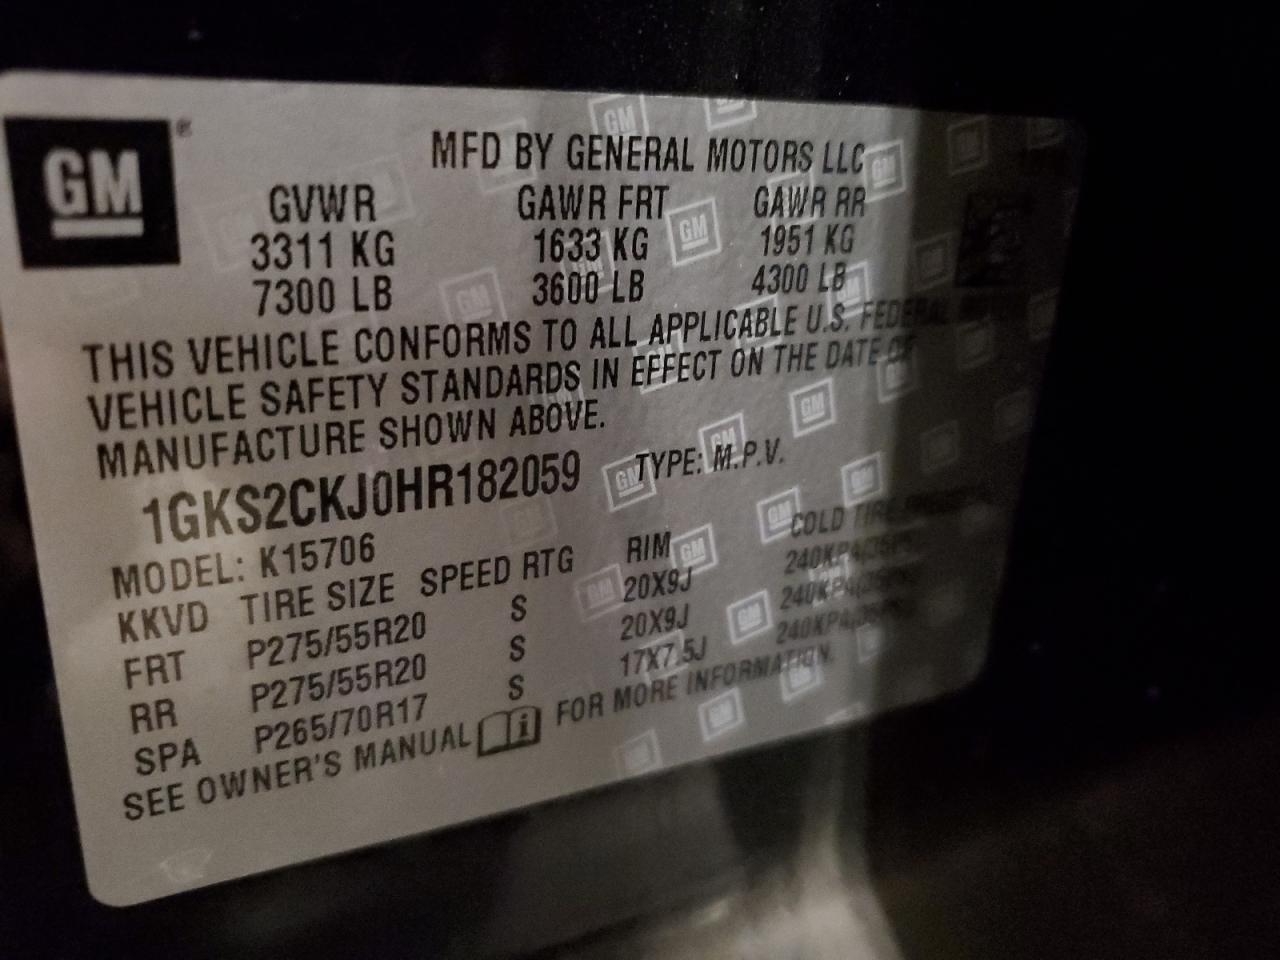 GM
MFD BY GENERAL MOTORS LLC
GVWR GAWR FRT GAWR RR
3311 KG 1633 KG 1951 KG
7300 LB 3600 LB 4300 LB
THIS VEHICLE CONFORMS TO ALL APPLICABLE U.S. FEDERAL
VEHICLE SAFETY STANDARDS IN EFFECT ON THE DATE OF
MANUFACTURE SHOWN ABOVE.
1GKS2CKJ0HR182059 TYPE: M.P.V.
MODEL: K15706
KKVD TIRE SIZE SPEED RTG RIM COLD TIRE
FRT P275/55R20 S 20X9J 240KPA
RR P275/55R20 S 20X9J 240KPA
SPA P265/70R17 S 17X7.5J 240KPA
SEE OWNER'S MANUAL FOR MORE INFORMATION.